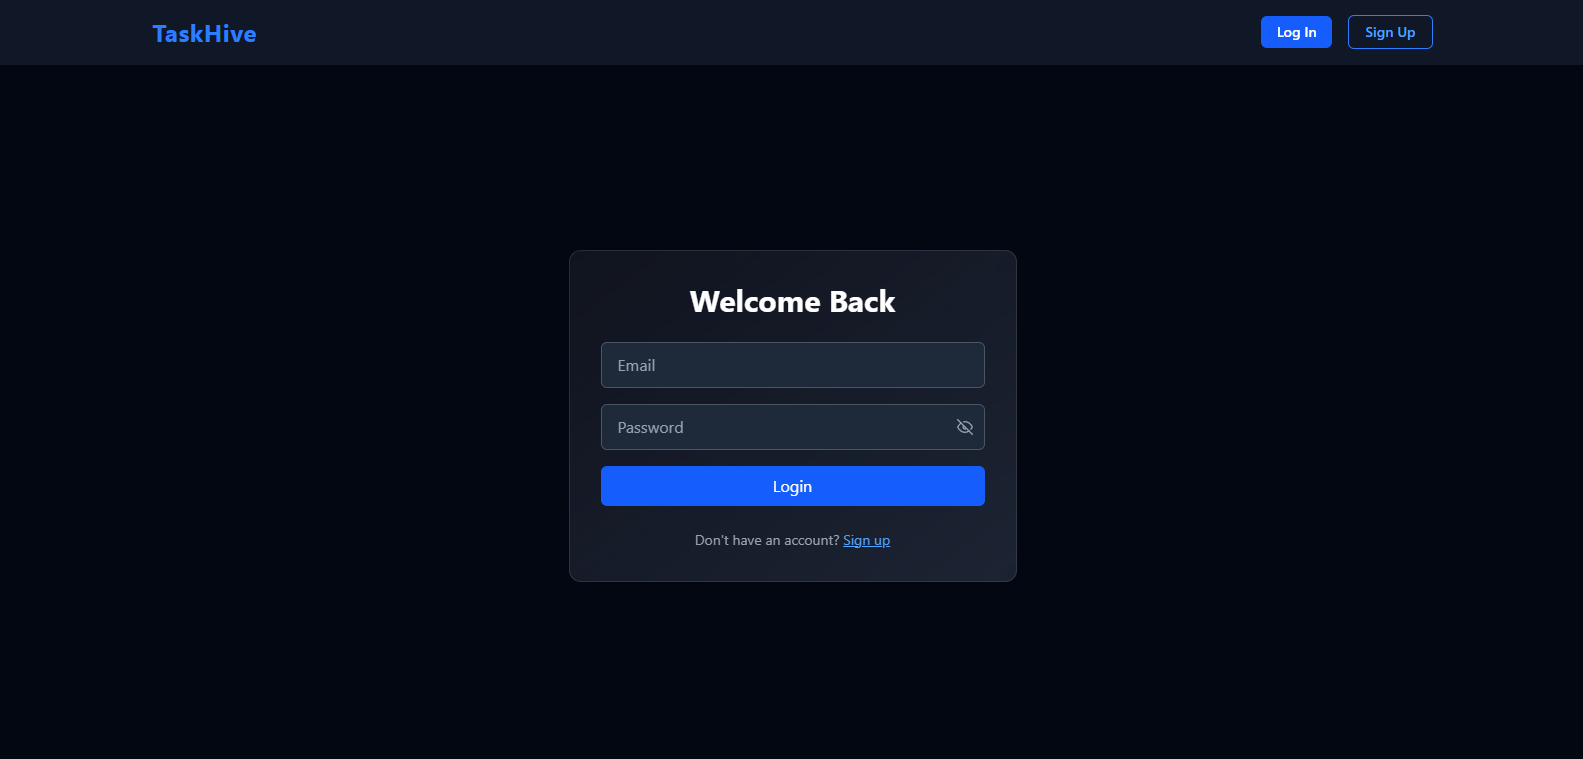 TaskHive
Log In
Sign Up
Welcome Back
Email
Password
Login
Don't have an account? Sign up